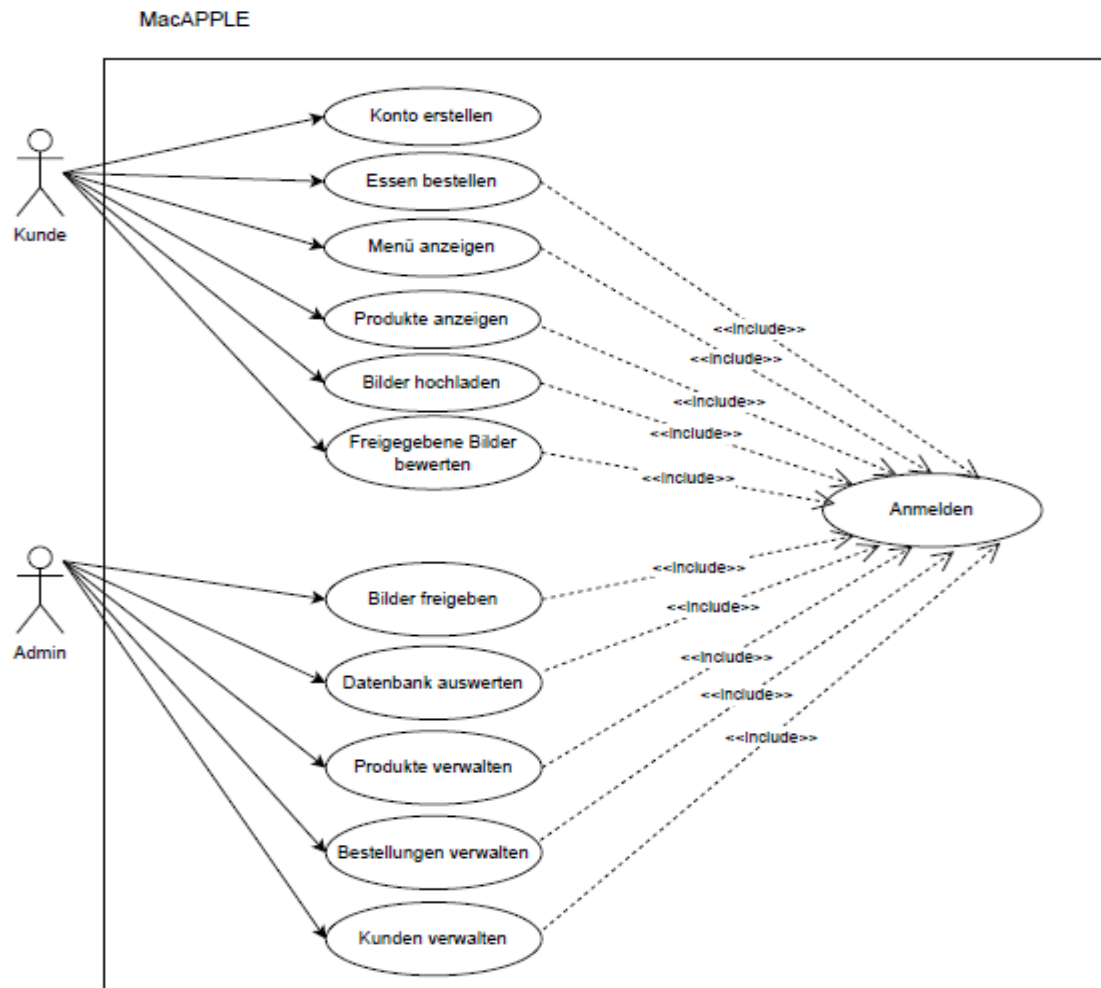 MacAPPLE
Konto erstellen
Essen bestellen
Kunde
Menü anzeigen
Produkte anzeigen
<<include>>
<<include>>
Bilder hochladen
<<include>>
<<include>>
Freigegebene Bilder
bewerten
<<include>>
Anmelden
Bilder freigeben
<<include>>
Admin
<<include>>
Datenbank auswerten
<<include>>
<<include>>
<<include>>
Produkte verwalten
Bestellungen verwalten
Kunden verwalten